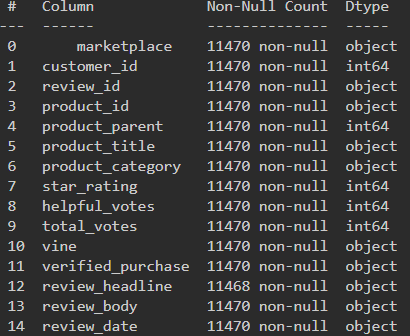 #   Column             Non-Null Count  Dtype
---  ------             --------------  -----
0       marketplace    11470 non-null  object
1   customer_id        11470 non-null  int64
2   review_id          11470 non-null  object
3   product_id         11470 non-null  object
4   product_parent     11470 non-null  int64
5   product_title      11470 non-null  object
6   product_category   11470 non-null  object
7   star_rating        11470 non-null  int64
8   helpful_votes      11470 non-null  int64
9   total_votes        11470 non-null  int64
10  vine               11470 non-null  object
11  verified_purchase  11470 non-null  object
12  review_headline    11468 non-null  object
13  review_body        11470 non-null  object
14  review_date        11470 non-null  object